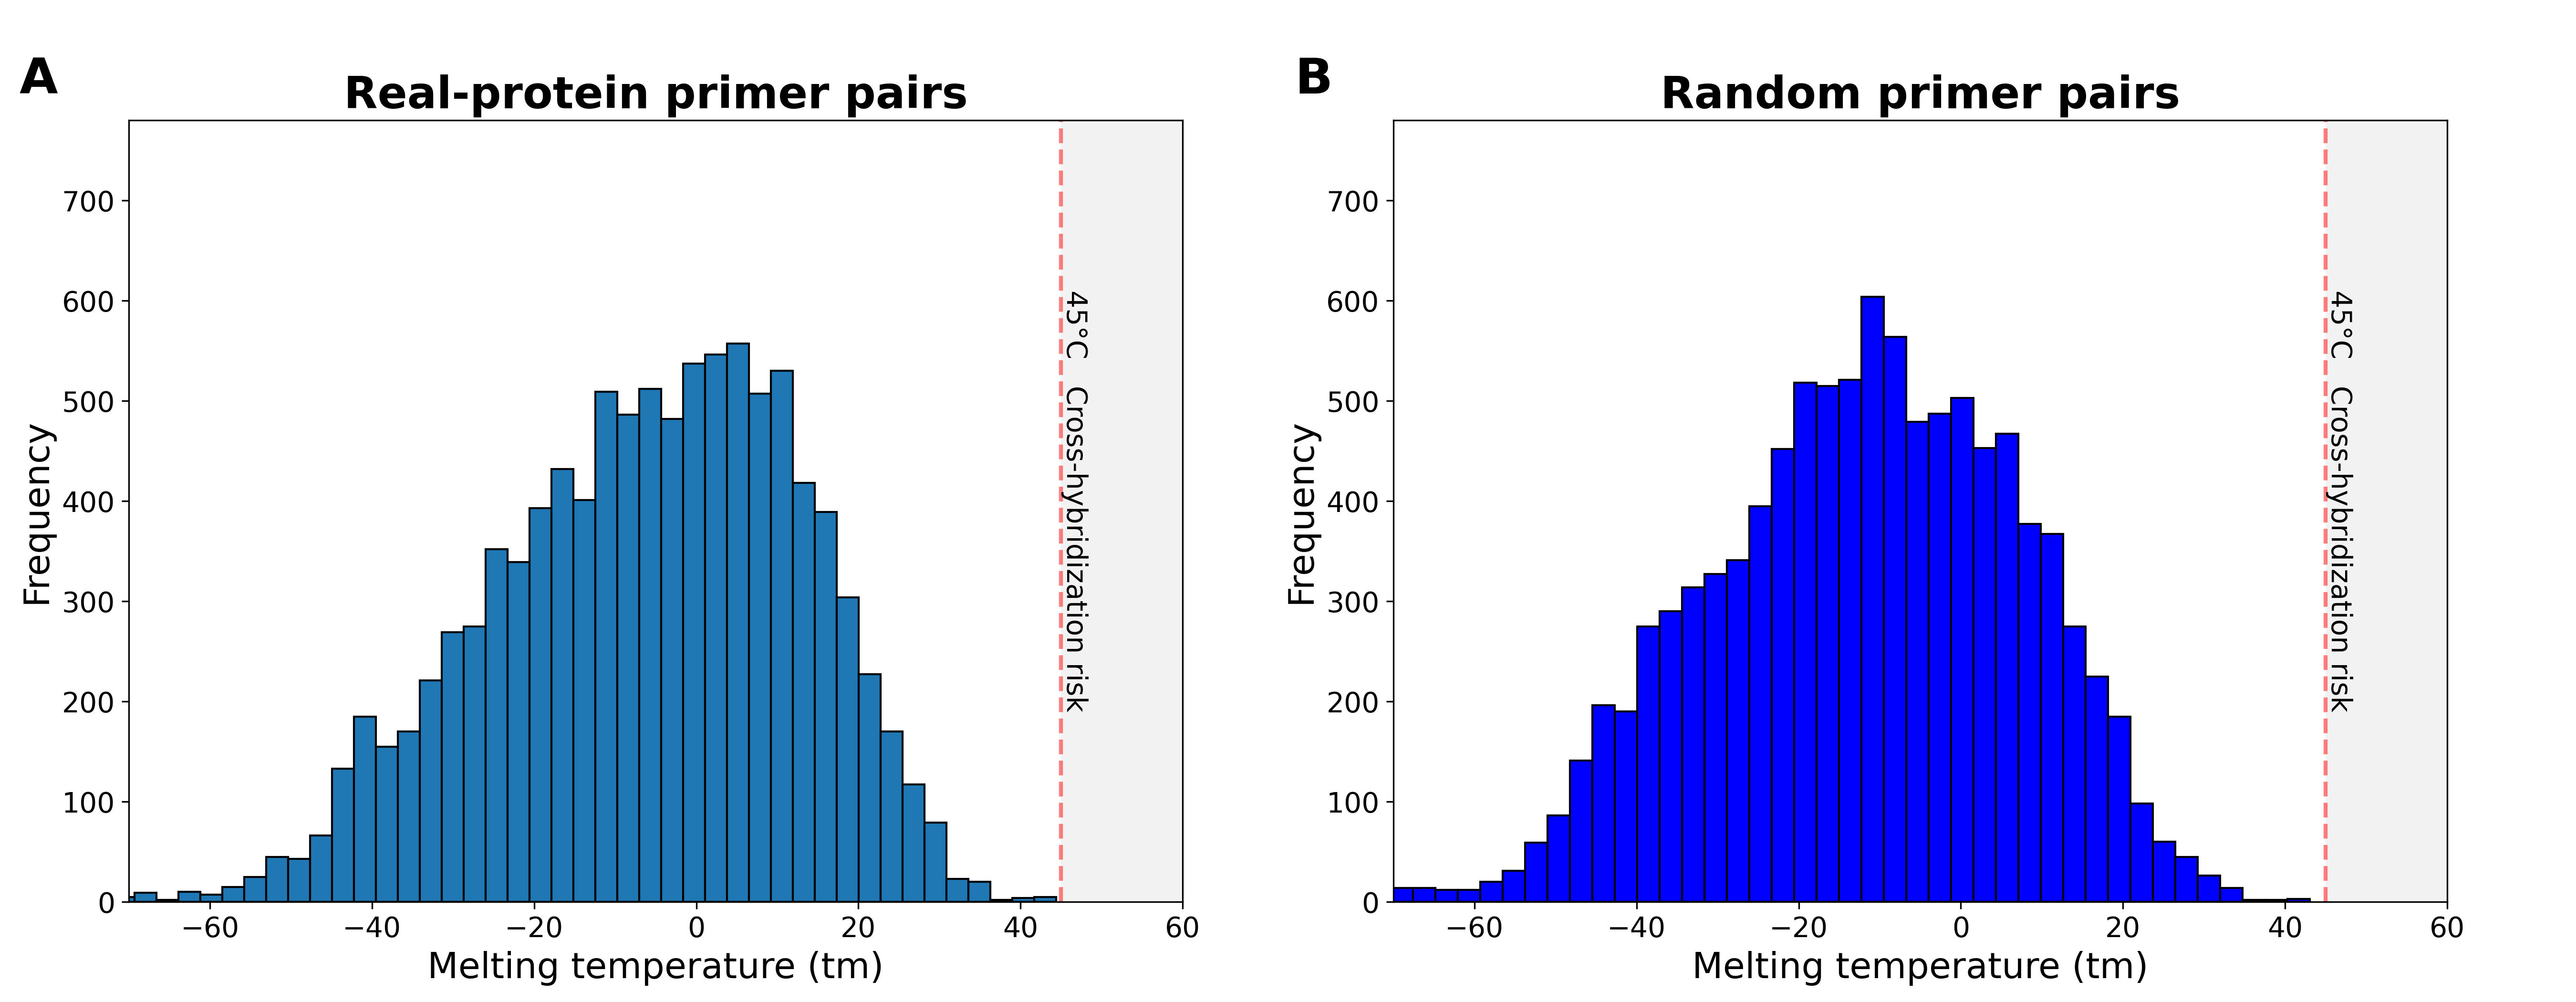 A
Real-protein primer pairs
Frequency
700
600
500
400
300
200
100
0
45°C Cross-hybridization risk
−60 −40 −20 0 20 40 60
Melting temperature (tm)
B
Random primer pairs
Frequency
700
600
500
400
300
200
100
0
45°C Cross-hybridization risk
−60 −40 −20 0 20 40 60
Melting temperature (tm)